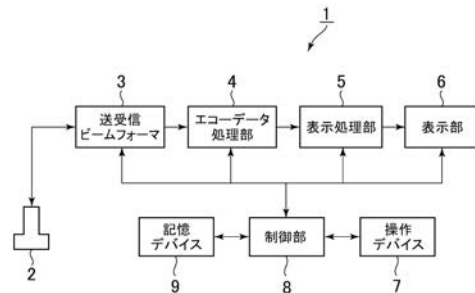 1
3
4
5
6
送受信
ビームフォーマ
エコーデータ
処理部
表示処理部
表示部
2
記憶
デバイス
制御部
操作
デバイス
9
8
7